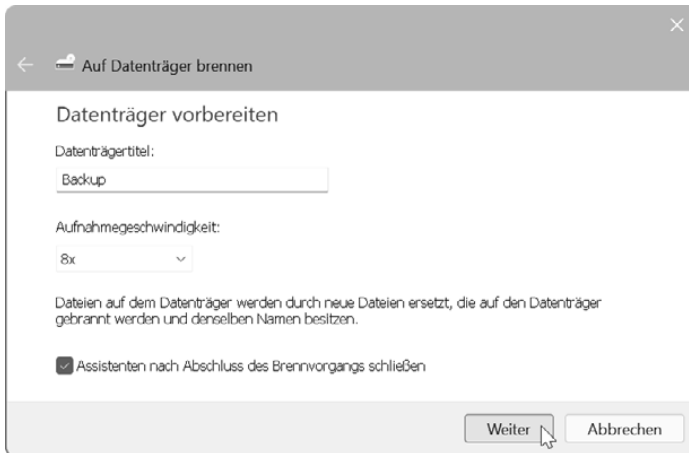 Auf Datenträger brennen
Datenträger vorbereiten
Datenträgertitel:
Backup
Aufnahmegeschwindigkeit:
8x
Dateien auf dem Datenträger werden durch neue Dateien ersetzt, die auf den Datenträger
gebrannt werden und denselben Namen besitzen.
Assistenten nach Abschluss des Brennvorgangs schließen
Weiter Abbrechen